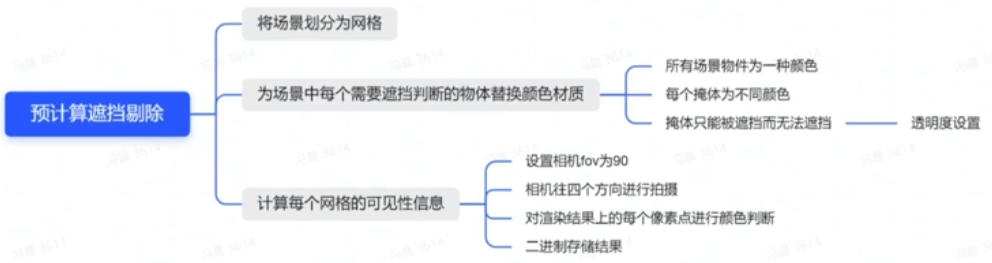 预计算遮挡剔除
将场景划分为网格
为场景中每个需要遮挡判断的物体替换颜色材质
所有场景物件为一种颜色
每个掩体为不同颜色
掩体只能被遮挡而无法遮挡
透明度设置
计算每个网格的可见性信息
设置相机fov为90
相机往四个方向进行拍摄
对渲染结果上的每个像素点进行颜色判断
二进制存储结果